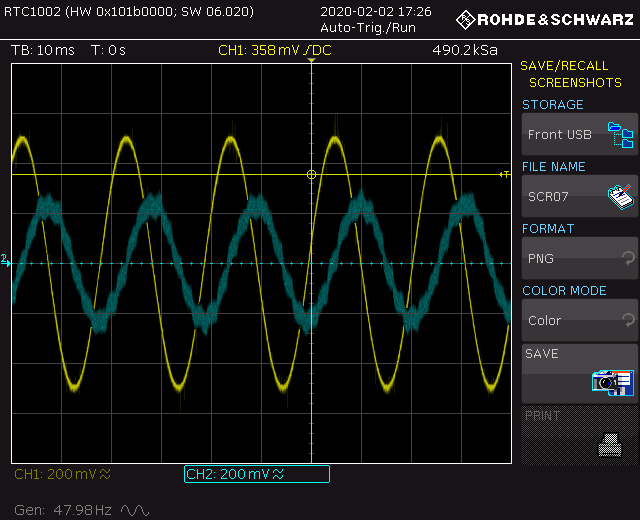 RTC1002 (HW 0x101b0000; SW 06.020)
2020-02-02 17:26
Auto-Trig./Run
ROHDE&SCHWARZ
TB: 10 ms T: 0 s CH1: 358 mV / DC 490.2kSa
SAVE/RECALL
SCREENSHOTS
STORAGE
Front USB
FILE NAME
SCR07
FORMAT
PNG
COLOR MODE
Color
SAVE
PRINT
T
2
CH1: 200 mV
CH2: 200 mV
Gen: 47.98 Hz